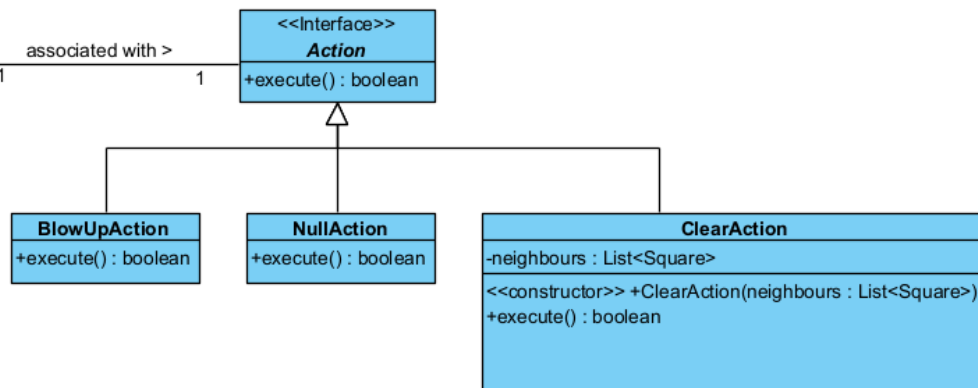 <<Interface>>
Action
associated with >
+execute() : boolean
1
1
BlowUpAction
NullAction
ClearAction
+execute() : boolean
+execute() : boolean
-neighbours : List<Square>
<<constructor>> +ClearAction(neighbours : List<Square>)
+execute() : boolean